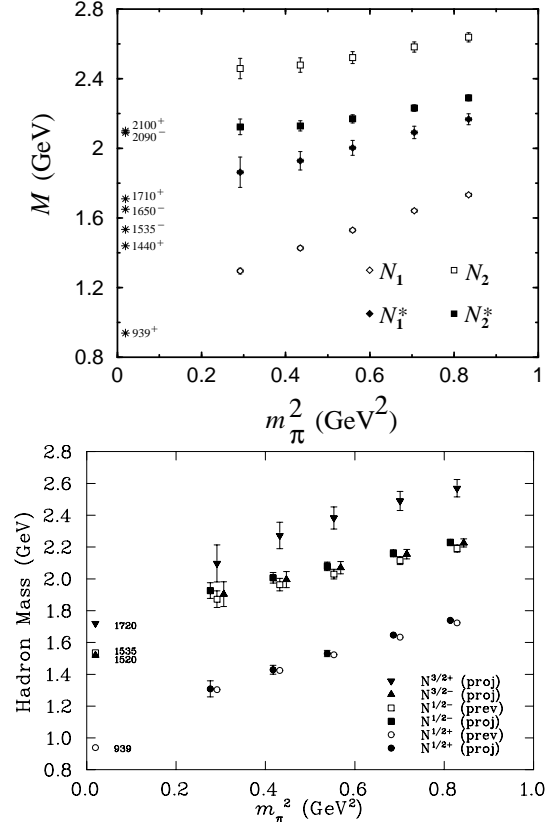 2.8
2.4
2
1.6
1.2
0.8
M (GeV)
2100⁺
2090⁻
1710⁺
1650⁻
1535⁻
1440⁺
939⁺
N₁ N₂
N₁* N₂*
0 0.2 0.4 0.6 0.8 1
m²π (GeV²)
2.8
2.6
2.4
2.2
2.0
1.8
1.6
1.4
1.2
1.0
0.8
Hadron Mass (GeV)
1720
1535
1520
939
N³/²⁺ (proj)
N³/²⁻ (proj)
N¹/²⁻ (prev)
N¹/²⁻ (proj)
N¹/²⁺ (prev)
N¹/²⁺ (proj)
0.0 0.2 0.4 0.6 0.8 1.0
mπ² (GeV²)